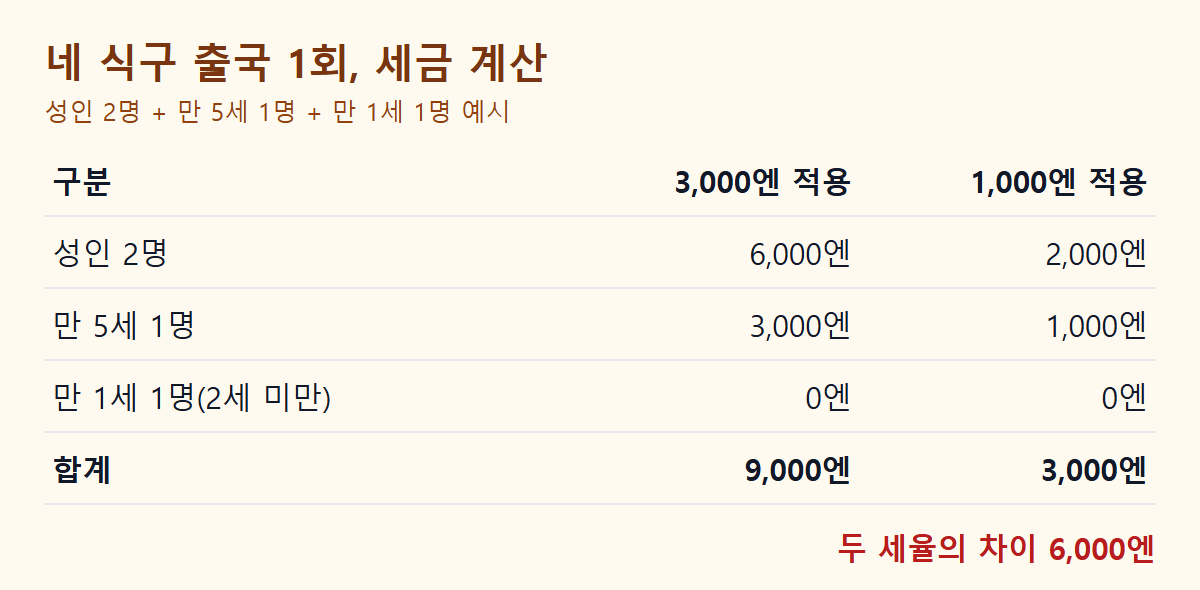 네 식구 출국 1회, 세금 계산
성인 2명 + 만 5세 1명 + 만 1세 1명 예시
구분 3,000엔 적용 1,000엔 적용
성인 2명 6,000엔 2,000엔
만 5세 1명 3,000엔 1,000엔
만 1세 1명(2세 미만) 0엔 0엔
합계 9,000엔 3,000엔
두 세율의 차이 6,000엔